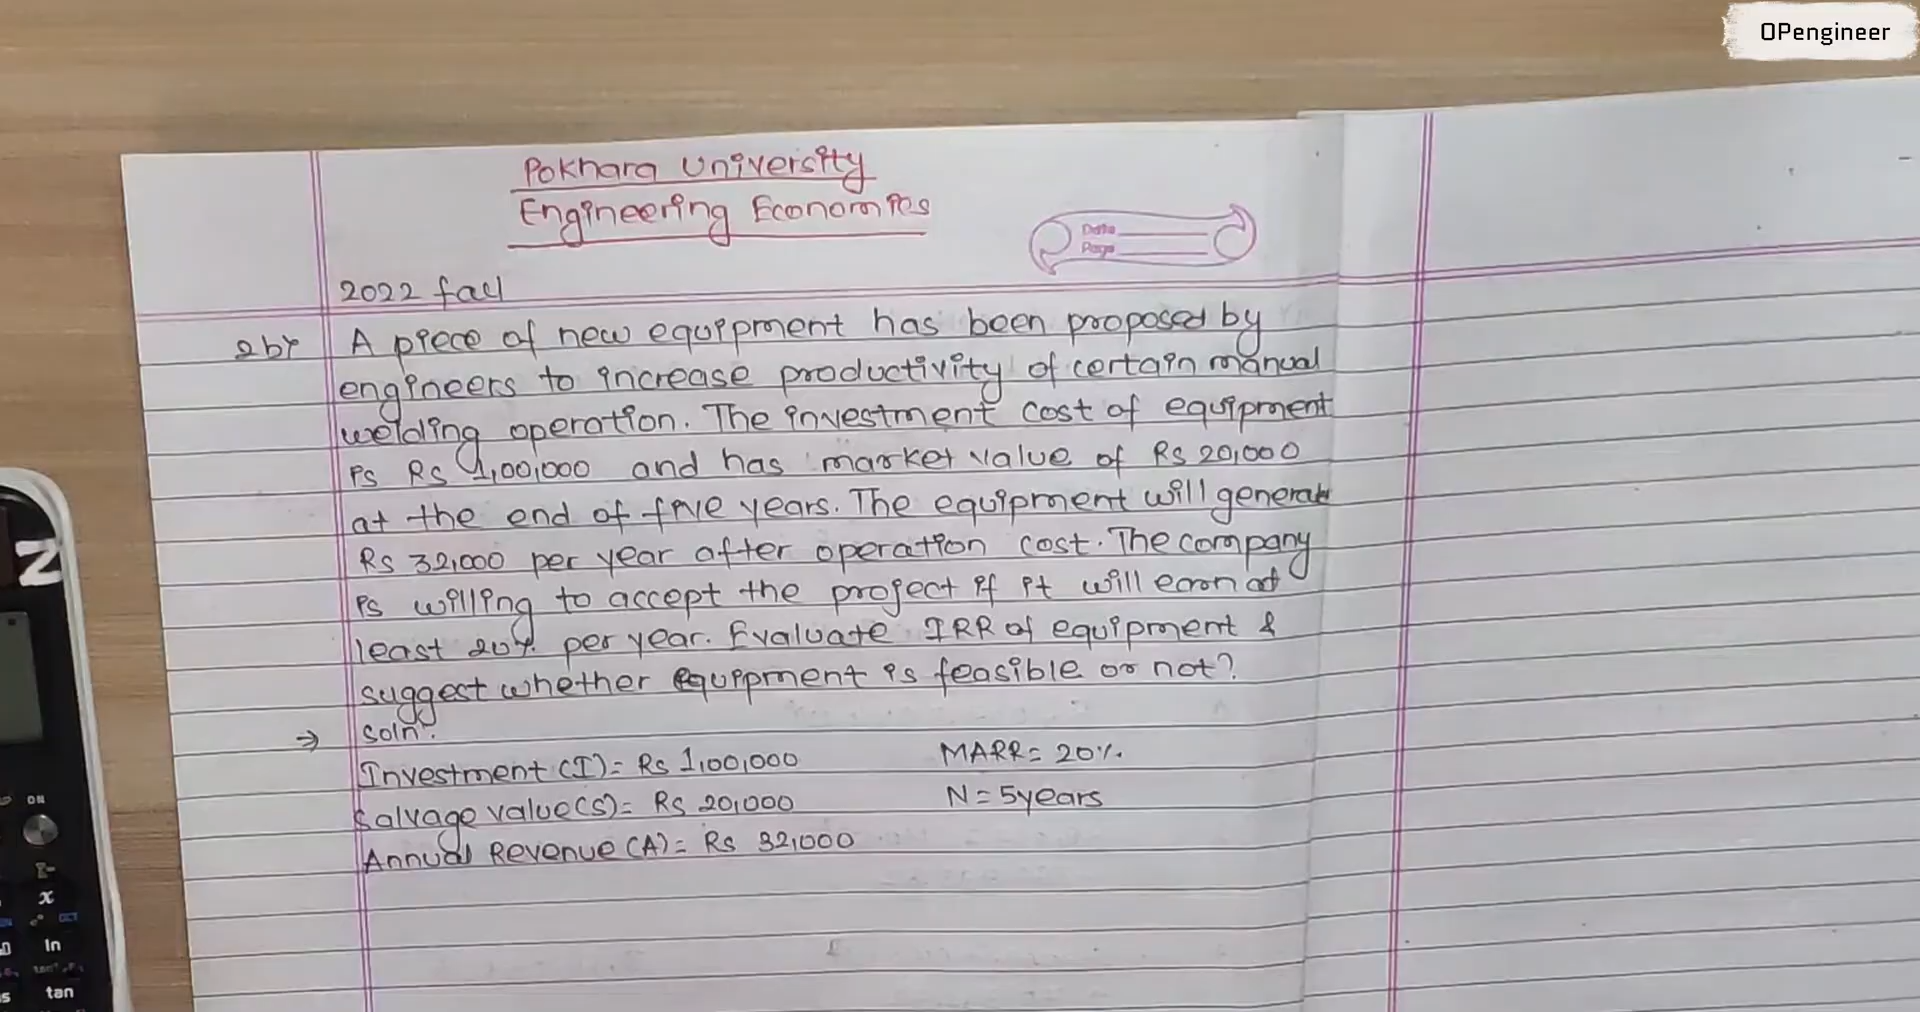 OPengineer
Pokhara University
Engineering Economics
Date
Page
2022 fall
2b)
A piece of new equipment has been proposed by
engineers to increase productivity of certain manual
welding operation. The investment cost of equipment
is Rs 1,00,000 and has market value of Rs 20,000
at the end of five years. The equipment will generate
Rs 32,000 per year after operation cost. The company
is willing to accept the project if it will earn at
least 20% per year. Evaluate IRR of equipment &
suggest whether equipment is feasible or not?
→ Soln:
Investment (I) = Rs 1,00,000 MARR = 20%
Salvage value(s) = Rs 20,000 N = 5years
Annual Revenue (A) = Rs 32,000
N
ON
x
OCT
ln
tan